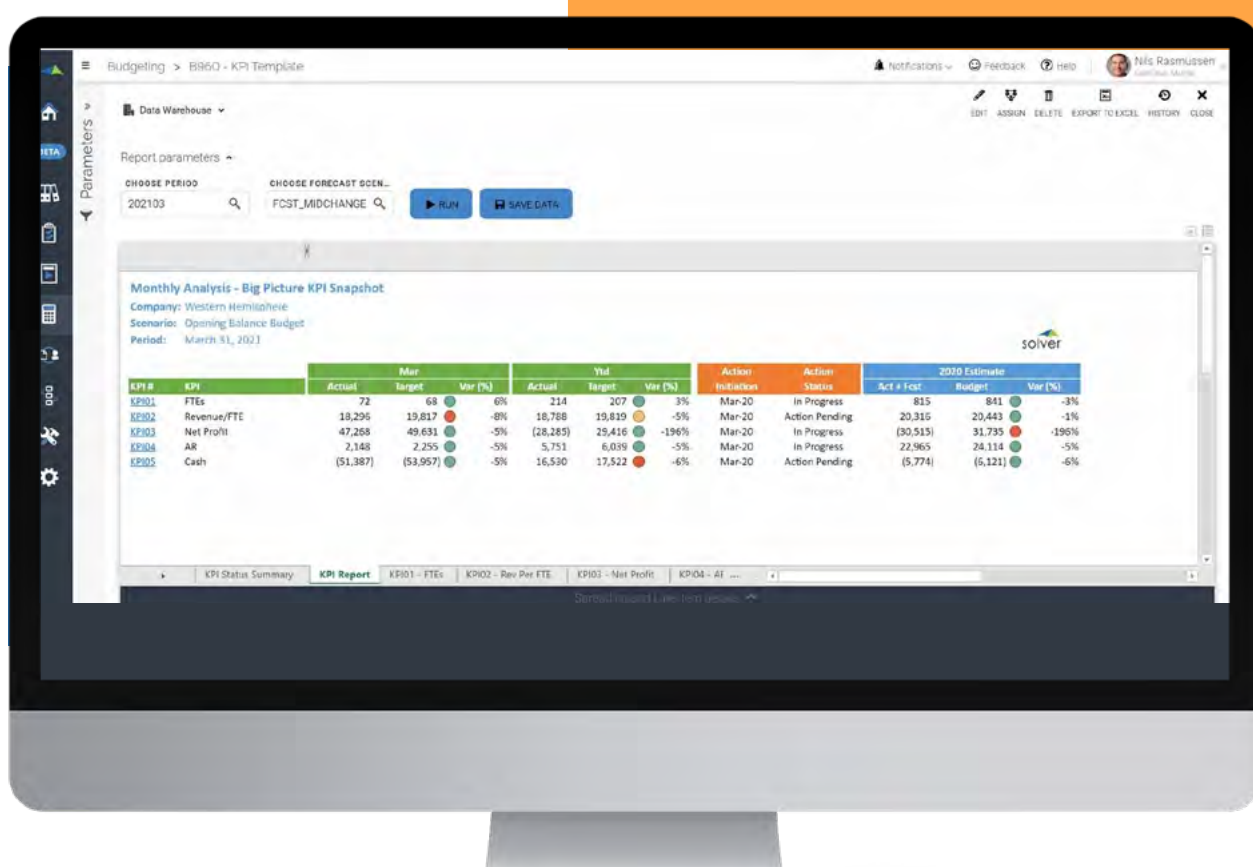 Budgeting > B960 - KPI Template
Notifications
Feedback
Help
Nils Rasmussen
BETA
Parameters
Data Warehouse
EDIT ASSIGN DELETE EXPORT TO EXCEL HISTORY CLOSE
Report parameters
CHOOSE PERIOD CHOOSE FORECAST SCEN...
202103 FCST_MIDCHANGE RUN SAVE DATA
Monthly Analysis - Big Picture KPI Snapshot
Company: Western Hemisphere
Scenario: Opening Balance Budget
Period: March 31, 2021
solver
Mar Ytd Action Action 2020 Estimate
KPI # KPI Actual Target Var (%) Actual Target Var (%) Initiation Status Act + Fcst Budget Var (%)
KPI01 FTEs 72 68 6% 214 207 3% Mar-20 In Progress 815 841 -3%
KPI02 Revenue/FTE 18,296 19,817 -8% 18,788 19,819 -5% Mar-20 Action Pending 20,316 20,443 -1%
KPI03 Net Profit 47,268 49,631 -5% (28,285) 29,416 -196% Mar-20 In Progress (30,515) 31,735 -196%
KPI04 AR 2,148 2,255 -5% 5,751 6,039 -5% Mar-20 In Progress 22,965 24,114 -5%
KPI05 Cash (51,387) (53,957) -5% 16,530 17,522 -6% Mar-20 Action Pending (5,774) (6,121) -6%
KPI Status Summary KPI Report KPI01 - FTEs KPI02 - Rev Per FTE KPI03 - Net Profit KPI04 - AF ...